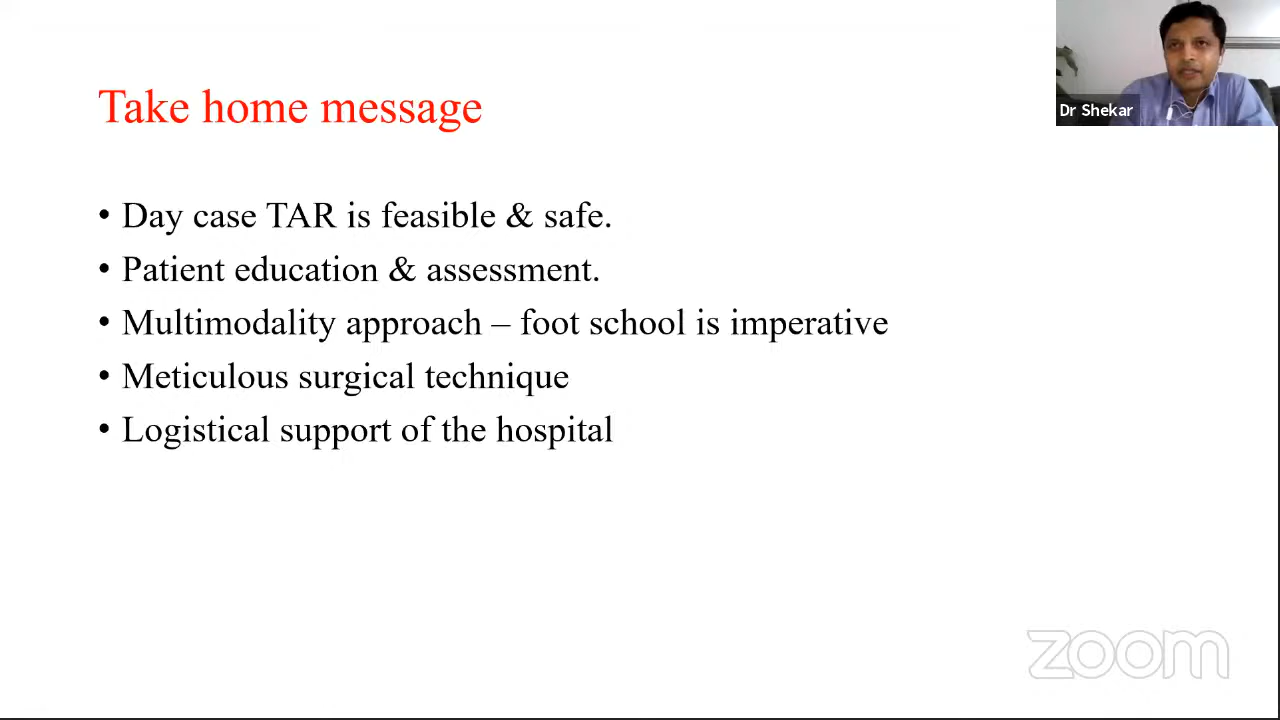 Take home message
• Day case TAR is feasible & safe.
• Patient education & assessment.
• Multimodality approach – foot school is imperative
• Meticulous surgical technique
• Logistical support of the hospital
Dr Shekar
zoom